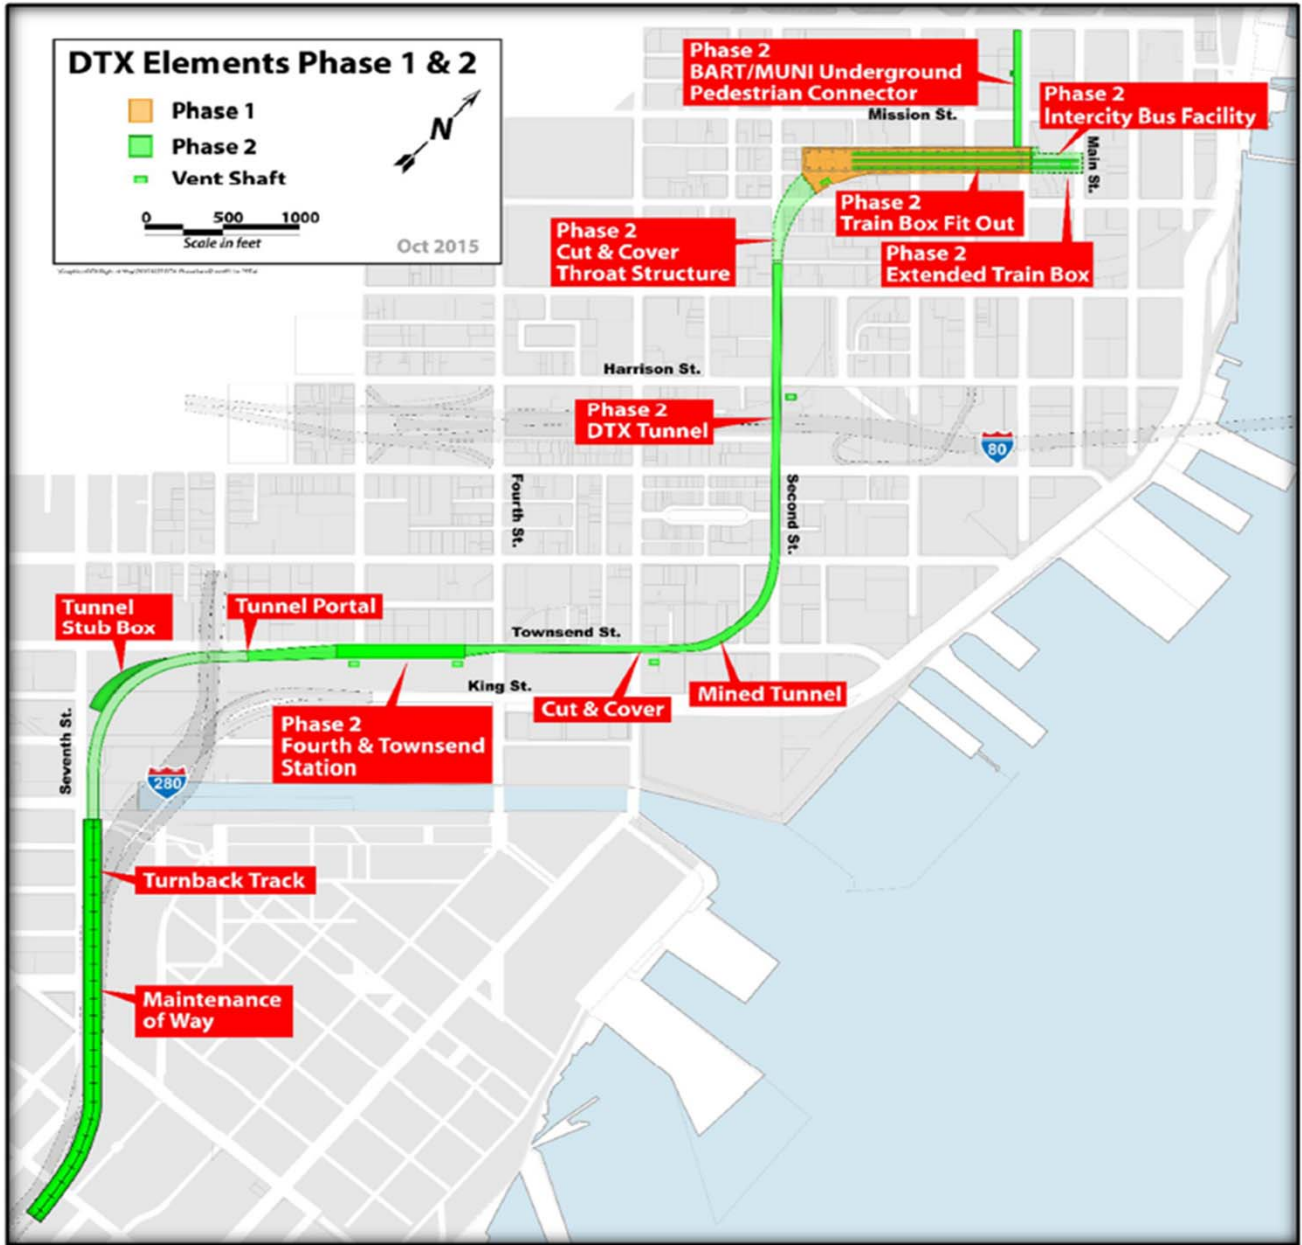 DTX Elements Phase 1 & 2
Phase 1
Phase 2
Vent Shaft
N
0 500 1000
Scale in feet
Oct 2015
Phase 2
BART/MUNI Underground
Pedestrian Connector
Mission St.
Phase 2
Intercity Bus Facility
Main St.
Phase 2
Train Box Fit Out
Phase 2
Cut & Cover
Throat Structure
Phase 2
Extended Train Box
Harrison St.
Phase 2
DTX Tunnel
80
Fourth St.
Second St.
Tunnel
Stub Box
Tunnel Portal
Townsend St.
King St.
Mined Tunnel
Cut & Cover
Seventh St.
Phase 2
Fourth & Townsend
Station
280
Turnback Track
Maintenance
of Way